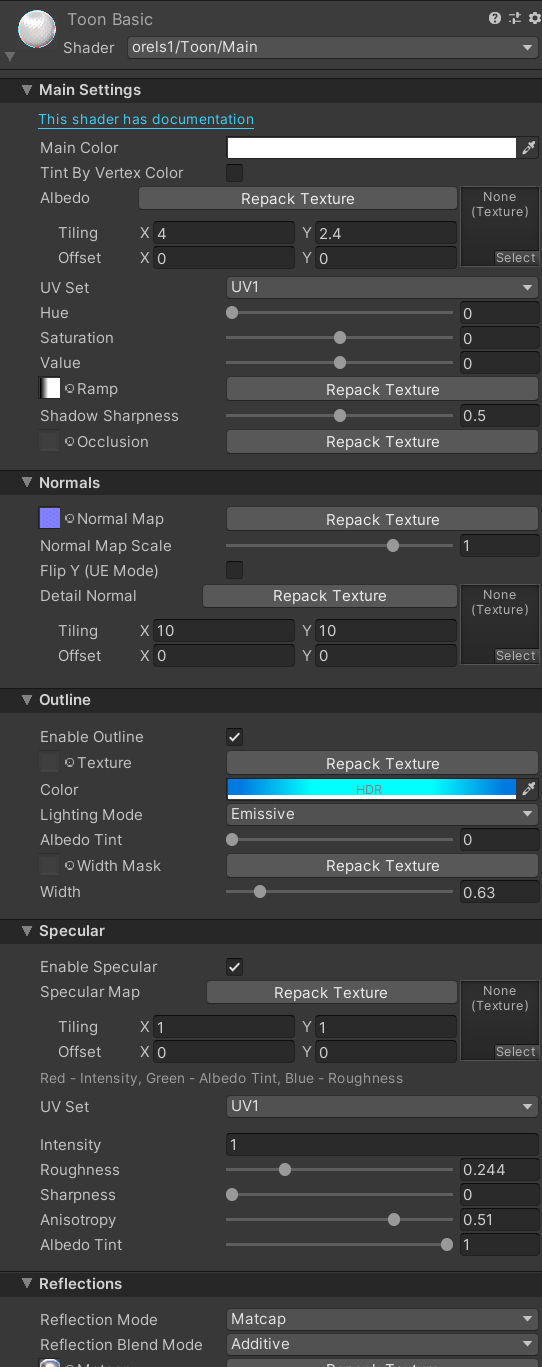 Toon Basic
Shader orels1/Toon/Main
Main Settings
This shader has documentation
Main Color
Tint By Vertex Color
Albedo Repack Texture None (Texture)
Tiling X 4 Y 2.4
Offset X 0 Y 0 Select
UV Set UV1
Hue 0
Saturation 0
Value 0
Ramp Repack Texture
Shadow Sharpness 0.5
Occlusion Repack Texture
Normals
Normal Map Repack Texture
Normal Map Scale 1
Flip Y (UE Mode)
Detail Normal Repack Texture None (Texture)
Tiling X 10 Y 10
Offset X 0 Y 0 Select
Outline
Enable Outline
Texture Repack Texture
Color HDR
Lighting Mode Emissive
Albedo Tint 0
Width Mask Repack Texture
Width 0.63
Specular
Enable Specular
Specular Map Repack Texture None (Texture)
Tiling X 1 Y 1
Offset X 0 Y 0 Select
Red - Intensity, Green - Albedo Tint, Blue - Roughness
UV Set UV1
Intensity 1
Roughness 0.244
Sharpness 0
Anisotropy 0.51
Albedo Tint 1
Reflections
Reflection Mode Matcap
Reflection Blend Mode Additive